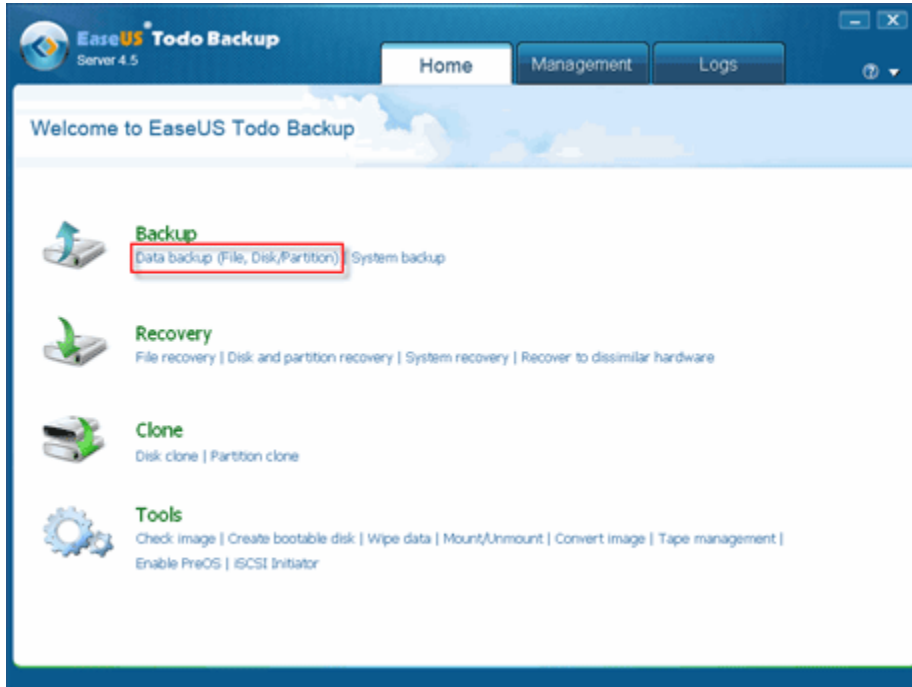 EaseUS Todo Backup
Server 4.5
Home
Management
Logs
Welcome to EaseUS Todo Backup
Backup
Data backup (File, Disk/Partition) | System backup
Recovery
File recovery | Disk and partition recovery | System recovery | Recover to dissimilar hardware
Clone
Disk clone | Partition clone
Tools
Check image | Create bootable disk | Wipe data | Mount/Unmount | Convert image | Tape management |
Enable PreOS | iSCSI Initiator